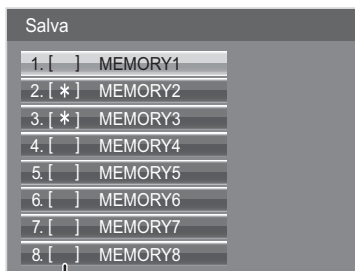 Salva
1. [   ] MEMORY1
2. [ * ] MEMORY2
3. [ * ] MEMORY3
4. [   ] MEMORY4
5. [   ] MEMORY5
6. [   ] MEMORY6
7. [   ] MEMORY7
8. [   ] MEMORY8